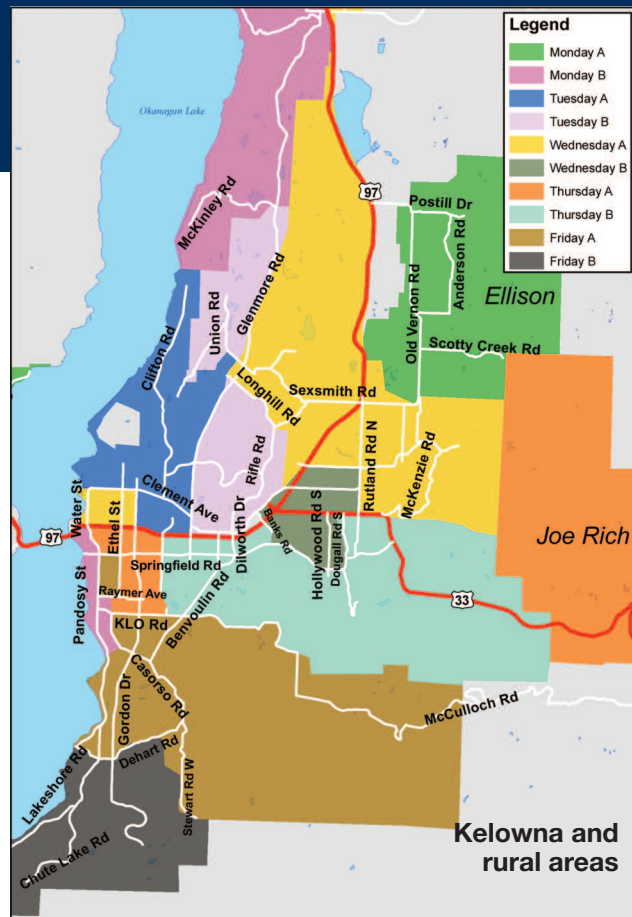 Legend
Monday A
Monday B
Tuesday A
Tuesday B
Wednesday A
Wednesday B
Thursday A
Thursday B
Friday A
Friday B
Okanagan Lake
97
Postill Dr
McKinley Rd
Anderson Rd
Ellison
Old Vernon Rd
Glenmore Rd
Union Rd
Clifton Rd
Scotty Creek Rd
Longhill Rd
Sexsmith Rd
Rifle Rd
Rutland Rd N
McKenzie Rd
Clement Ave
Water St
Ethel St
Dilworth Dr
Banks Rd
Hollywood Rd S
Dougall Rd S
Joe Rich
97
Springfield Rd
Benvoulin Rd
33
Pandosy St
Raymer Ave
KLO Rd
Casorso Rd
Gordon Dr
McCulloch Rd
Dehart Rd
Lakeshore Rd
Stewart Rd W
Chute Lake Rd
Kelowna and
rural areas